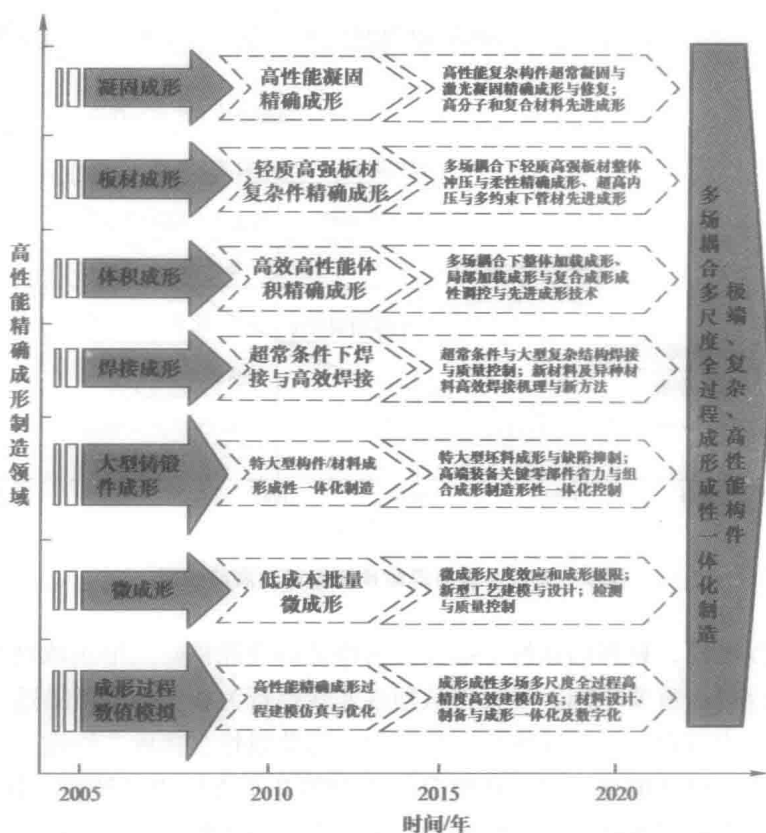 高性能精确成形制造领域
凝固成形
高性能凝固
精确成形
高性能复杂构件超常凝固与
激光凝固精确成形与修复；
高分子和复合材料先进成形
板材成形
轻质高强板材
复杂件精确成形
多场耦合下轻质高强板材整体
冲压与柔性精确成形、超高内
压与多约束下管材先进成形
体积成形
高效高性能体
积精确成形
多场耦合下整体加载成形、
局部加载成形与复合成形成
性调控与先进成形技术
焊接成形
超常条件下焊
接与高效焊接
超常条件与大型复杂结构焊接
与质量控制；新材料及异种材
料高效焊接机理与新方法
大型铸锻
件成形
特大型构件/材料成
形成性一体化制造
特大型坯料成形与缺陷抑制；
高端装备关键零部件省力与组
合成形制造形性一体化控制
微成形
低成本批量
微成形
微成形尺度效应和成形极限；
新型工艺建模与设计；检测
与质量控制
成形过程
数值模拟
高性能精确成形过
程建模仿真与优化
成形成性多场多尺度全过程高
精度高效建模仿真；材料设计、
制备与成形一体化及数字化
极端、复杂、高性能构件
多场耦合多尺度全过程成形成性一体化制造
2005
2010
2015
2020
时间/年